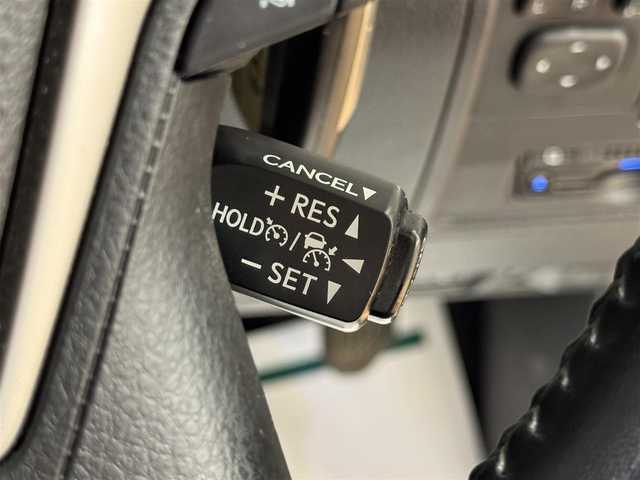 CANCEL▼
+RES ▲
HOLD / ◀
−SET ▼